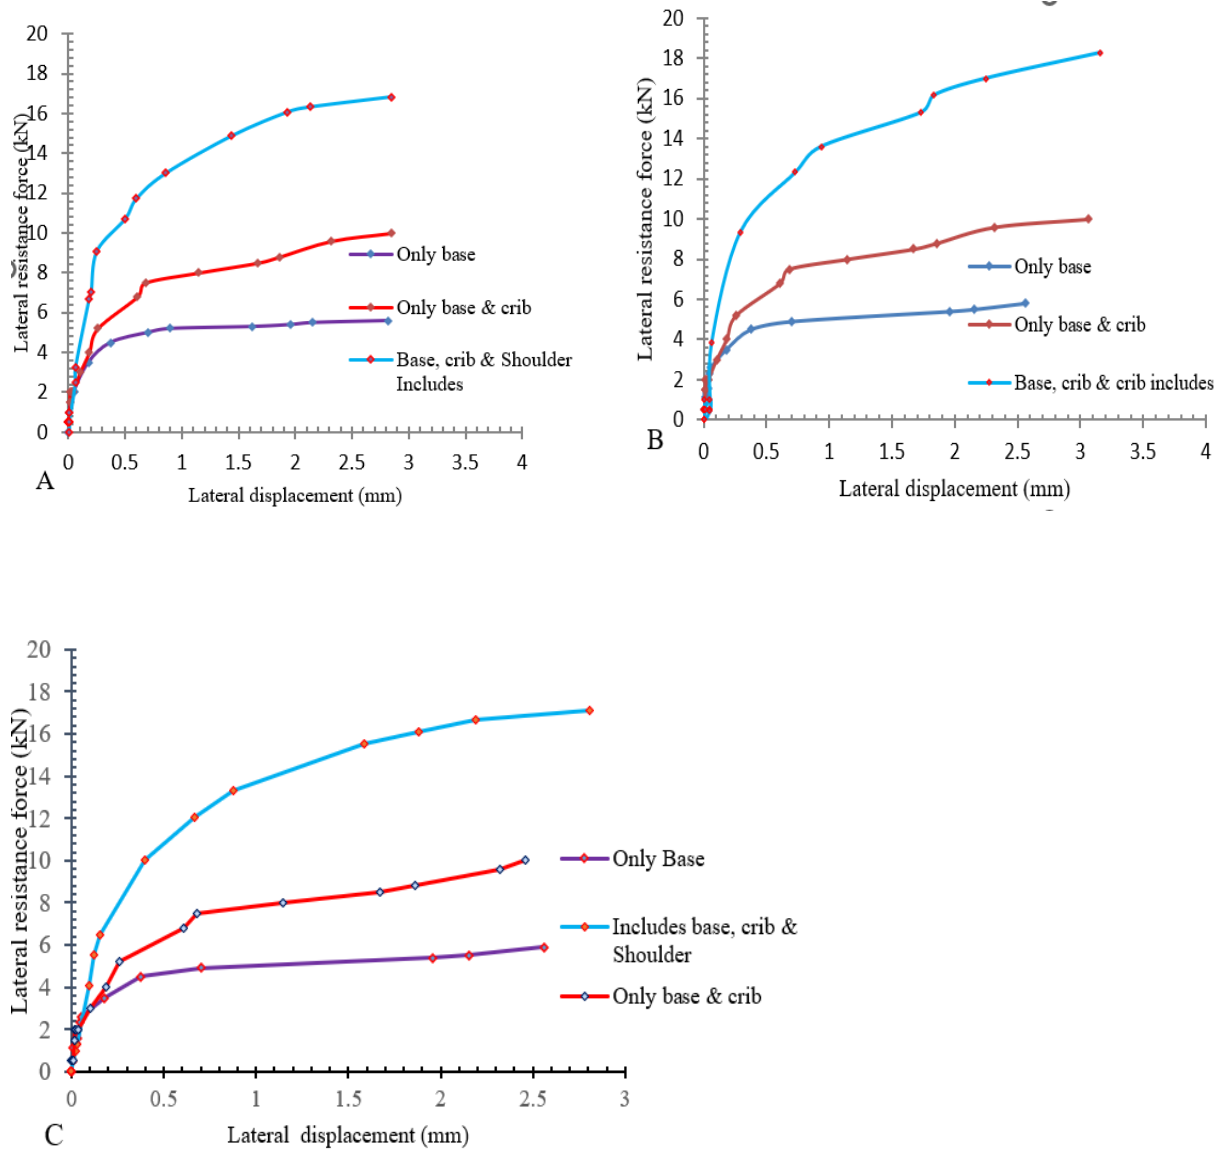 20
18
16
14
12
10
8
6
4
2
0
Lateral resistance force (kN)
0 0.5 1 1.5 2 2.5 3 3.5 4
Lateral displacement (mm)
Only base
Only base & crib
Base, crib & Shoulder
Includes
A
20
18
16
14
12
10
8
6
4
2
0
Lateral resistance force (kN)
0 0.5 1 1.5 2 2.5 3 3.5 4
Lateral displacement (mm)
Only base
Only base & crib
Base, crib & crib includes
B
20
18
16
14
12
10
8
6
4
2
0
Lateral resistance force (kN)
0 0.5 1 1.5 2 2.5 3
Lateral displacement (mm)
Only Base
Includes base, crib &
Shoulder
Only base & crib
C